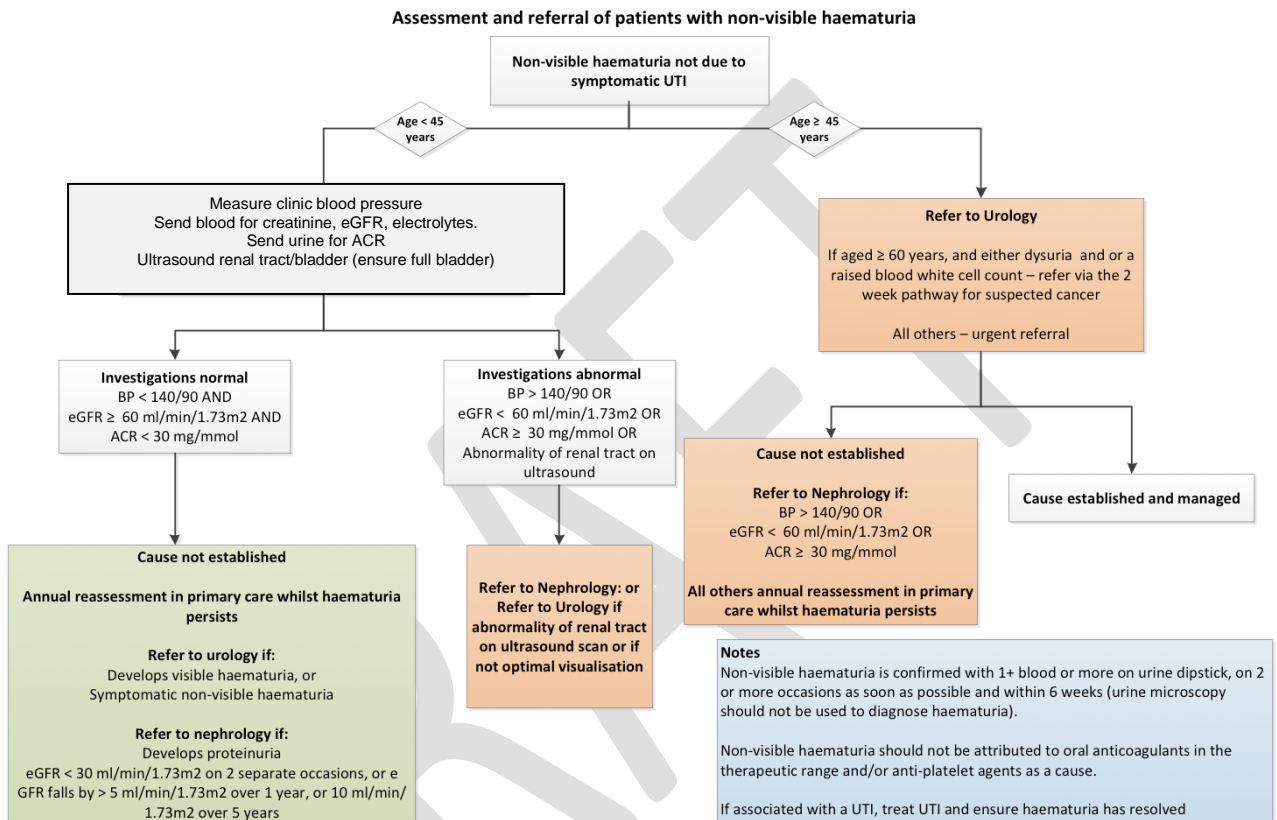 Assessment and referral of patients with non-visible haematuria
Non-visible haematuria not due to
symptomatic UTI
Age < 45
years
Age ≥ 45
years
Measure clinic blood pressure
Send blood for creatinine, eGFR, electrolytes.
Send urine for ACR
Ultrasound renal tract/bladder (ensure full bladder)
Refer to Urology
If aged ≥ 60 years, and either dysuria and or a
raised blood white cell count – refer via the 2
week pathway for suspected cancer
All others – urgent referral
Investigations normal
BP < 140/90 AND
eGFR ≥ 60 ml/min/1.73m2 AND
ACR < 30 mg/mmol
Investigations abnormal
BP > 140/90 OR
eGFR < 60 ml/min/1.73m2 OR
ACR ≥ 30 mg/mmol OR
Abnormality of renal tract on
ultrasound
Cause not established
Refer to Nephrology if:
BP > 140/90 OR
eGFR < 60 ml/min/1.73m2 OR
ACR ≥ 30 mg/mmol
All others annual reassessment in primary
care whilst haematuria persists
Cause established and managed
Cause not established
Annual reassessment in primary care whilst haematuria
persists
Refer to urology if:
Develops visible haematuria, or
Symptomatic non-visible haematuria
Refer to nephrology if:
Develops proteinuria
eGFR < 30 ml/min/1.73m2 on 2 separate occasions, or e
GFR falls by > 5 ml/min/1.73m2 over 1 year, or 10 ml/min/
1.73m2 over 5 years
Refer to Nephrology: or
Refer to Urology if
abnormality of renal tract
on ultrasound scan or if
not optimal visualisation
Notes
Non-visible haematuria is confirmed with 1+ blood or more on urine dipstick, on 2
or more occasions as soon as possible and within 6 weeks (urine microscopy
should not be used to diagnose haematuria).
Non-visible haematuria should not be attributed to oral anticoagulants in the
therapeutic range and/or anti-platelet agents as a cause.
If associated with a UTI, treat UTI and ensure haematuria has resolved
RAFT